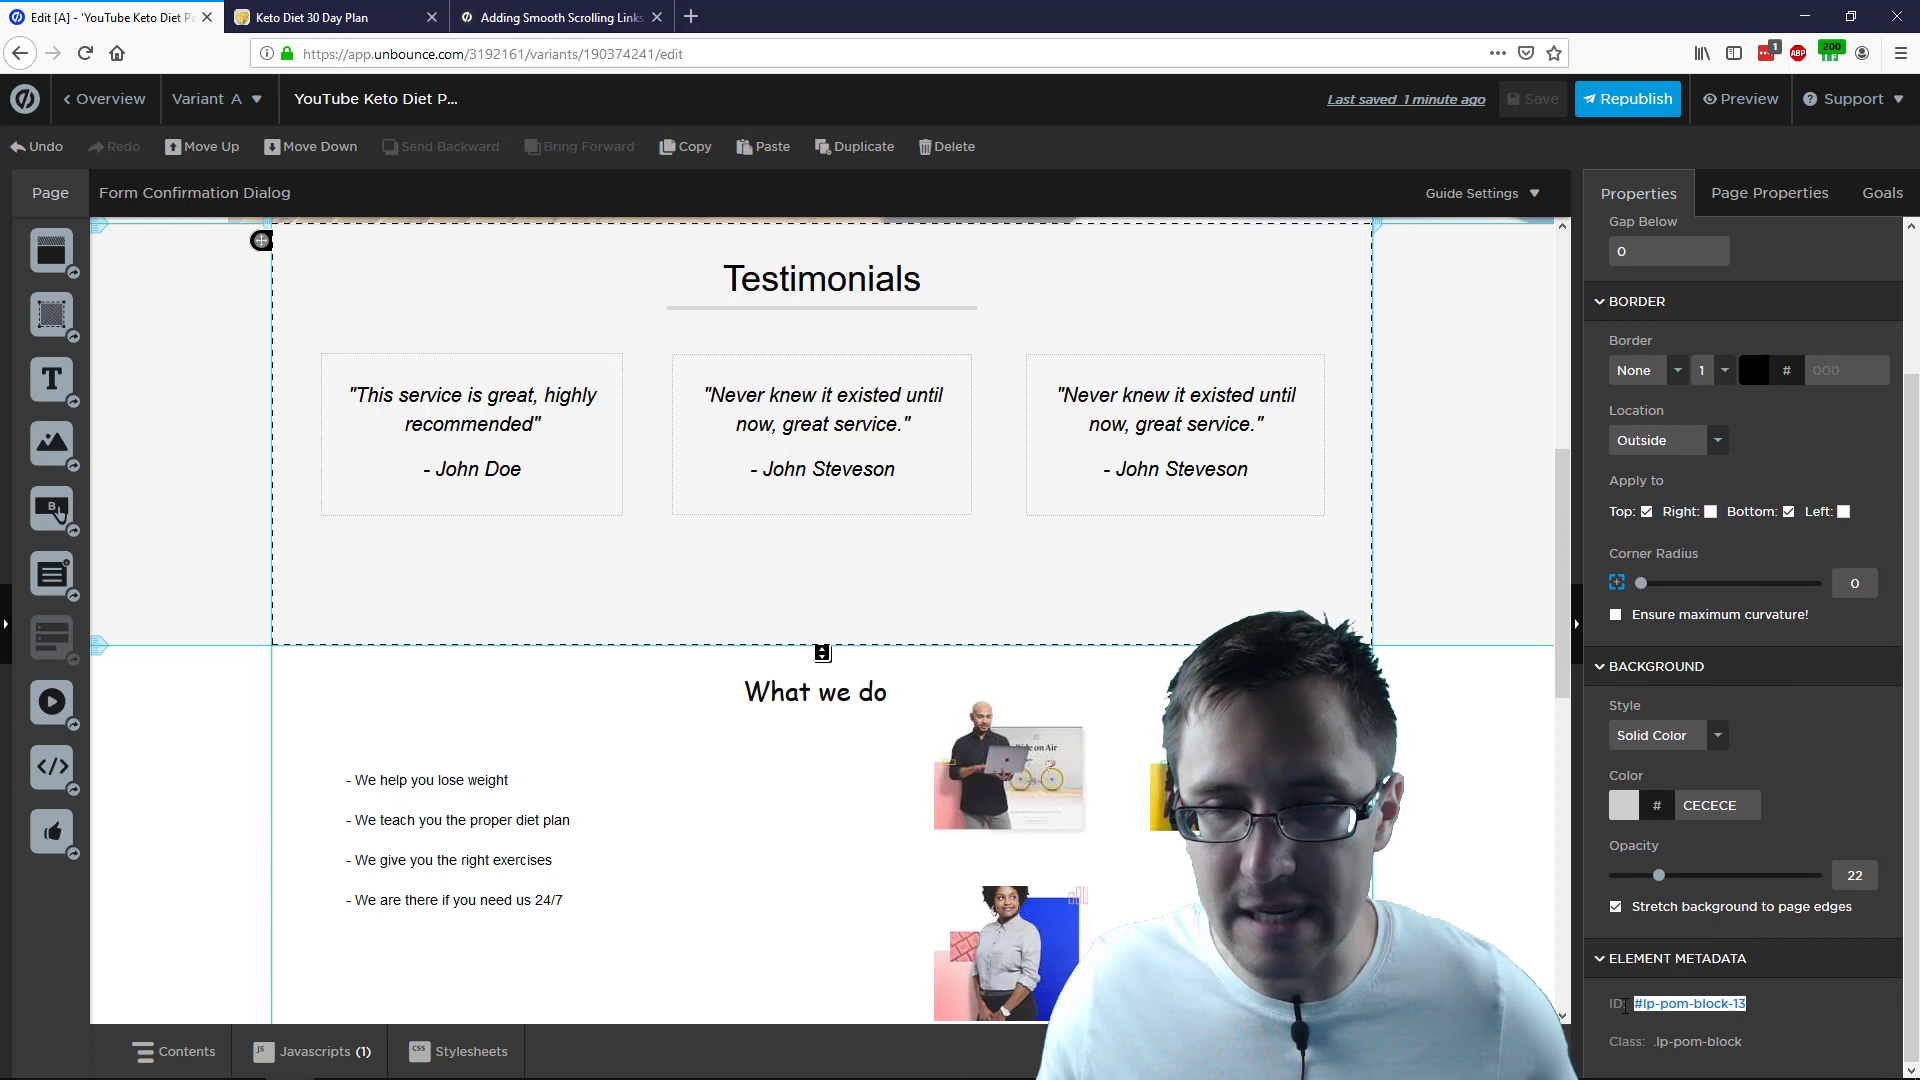 Edit [A] - 'YouTube Keto Diet P
Keto Diet 30 Day Plan
Adding Smooth Scrolling Links
https://app.unbounce.com/3192161/variants/190374241/edit
1
ABP
200
Overview
Variant A
YouTube Keto Diet P...
Last saved 1 minute ago
Save
Republish
Preview
Support
Undo
Redo
Move Up
Move Down
Send Backward
Bring Forward
Copy
Paste
Duplicate
Delete
Page
Form Confirmation Dialog
Guide Settings
Properties
Page Properties
Goals
Gap Below
0
BORDER
Border
None
1
#
000
Location
Outside
Apply to
Top:
Right:
Bottom:
Left:
Corner Radius
0
Ensure maximum curvature!
BACKGROUND
Style
Solid Color
Color
#
CECECE
Opacity
22
Stretch background to page edges
ELEMENT METADATA
ID:
#lp-pom-block-13
Class: .lp-pom-block
Testimonials
"This service is great, highly
recommended"
- John Doe
"Never knew it existed until
now, great service."
- John Steveson
"Never knew it existed until
now, great service."
- John Steveson
What we do
- We help you lose weight
- We teach you the proper diet plan
- We give you the right exercises
- We are there if you need us 24/7
Contents
JS
Javascripts (1)
CSS
Stylesheets